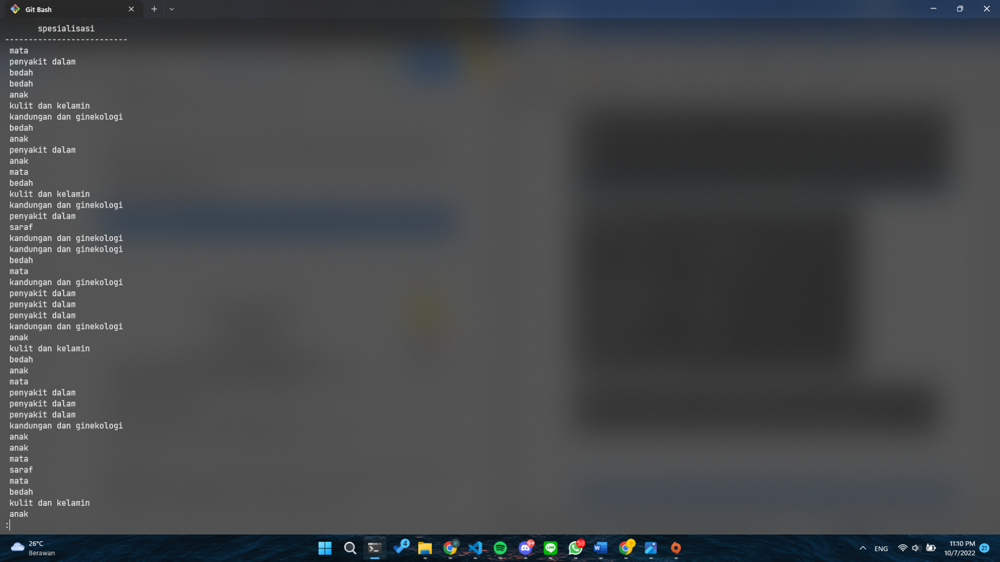 Git Bash
spesialisasi
--------------------------
mata
penyakit dalam
bedah
bedah
anak
kulit dan kelamin
kandungan dan ginekologi
bedah
anak
penyakit dalam
anak
mata
bedah
kulit dan kelamin
kandungan dan ginekologi
penyakit dalam
saraf
kandungan dan ginekologi
kandungan dan ginekologi
bedah
mata
kandungan dan ginekologi
penyakit dalam
penyakit dalam
penyakit dalam
kandungan dan ginekologi
anak
kulit dan kelamin
bedah
anak
mata
penyakit dalam
penyakit dalam
penyakit dalam
kandungan dan ginekologi
anak
anak
mata
saraf
mata
bedah
kulit dan kelamin
anak
:
26°C
Berawan
4
9+
LINE
59
W
ENG
11:10 PM
10/7/2022
21